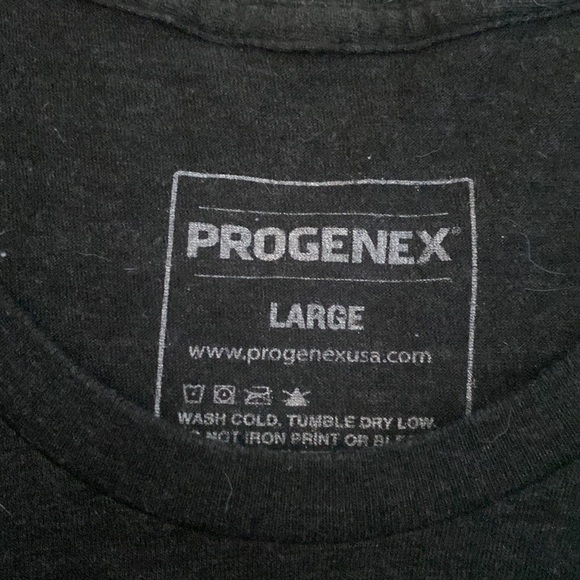 PROGENEX®
LARGE
www.progenexusa.com
WASH COLD. TUMBLE DRY LOW.
NOT IRON PRINT OR